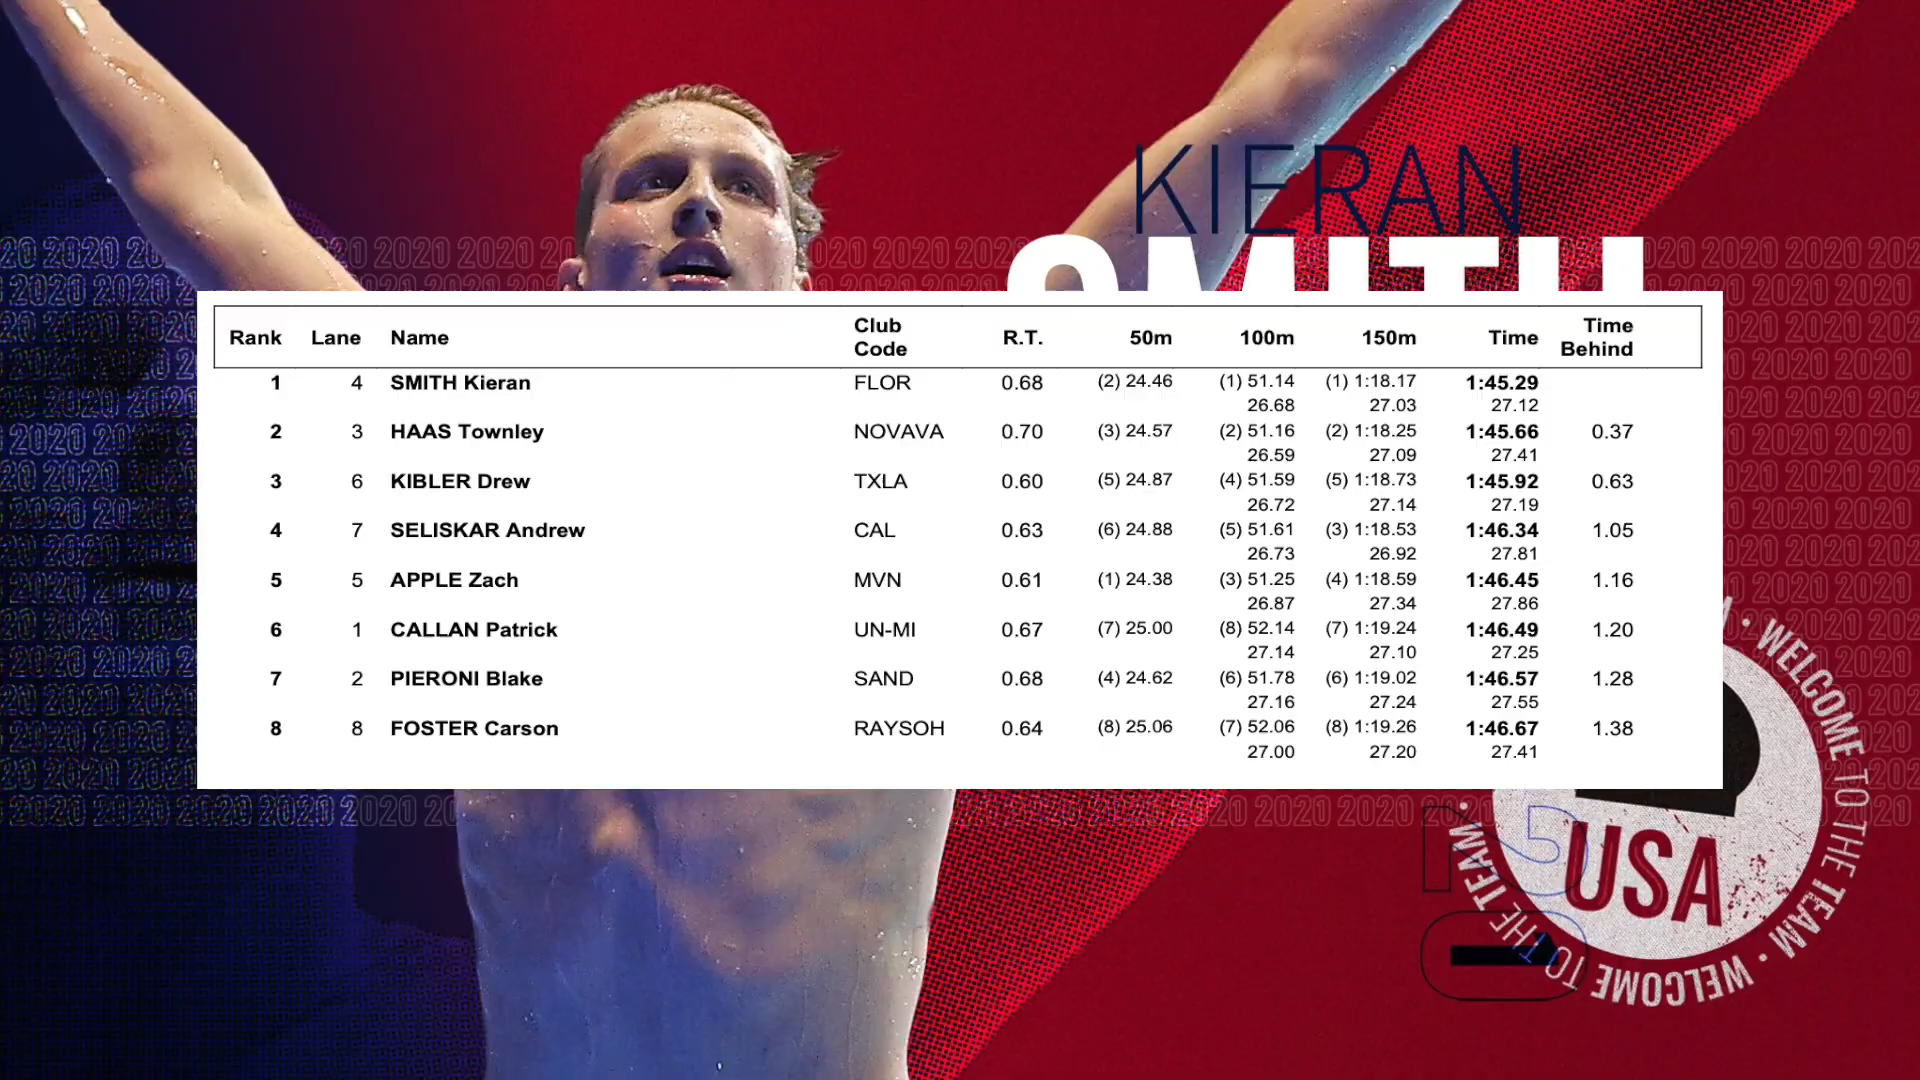 KIERAN
SMITH
Rank Lane Name Club Code R.T. 50m 100m 150m Time Time Behind
1 4 SMITH Kieran FLOR 0.68 (2) 24.46 (1) 51.14 (1) 1:18.17 1:45.29
26.68 27.03 27.12
2 3 HAAS Townley NOVAVA 0.70 (3) 24.57 (2) 51.16 (2) 1:18.25 1:45.66 0.37
26.59 27.09 27.41
3 6 KIBLER Drew TXLA 0.60 (5) 24.87 (4) 51.59 (5) 1:18.73 1:45.92 0.63
26.72 27.14 27.19
4 7 SELISKAR Andrew CAL 0.63 (6) 24.88 (5) 51.61 (3) 1:18.53 1:46.34 1.05
26.73 26.92 27.81
5 5 APPLE Zach MVN 0.61 (1) 24.38 (3) 51.25 (4) 1:18.59 1:46.45 1.16
26.87 27.34 27.86
6 1 CALLAN Patrick UN-MI 0.67 (7) 25.00 (8) 52.14 (7) 1:19.24 1:46.49 1.20
27.14 27.10 27.25
7 2 PIERONI Blake SAND 0.68 (4) 24.62 (6) 51.78 (6) 1:19.02 1:46.57 1.28
27.16 27.24 27.55
8 8 FOSTER Carson RAYSOH 0.64 (8) 25.06 (7) 52.06 (8) 1:19.26 1:46.67 1.38
27.00 27.20 27.41
WELCOME TO THE TEAM • WELCOME TO THE TEAM •
USA
2020 2020 2020 2020 2020 2020